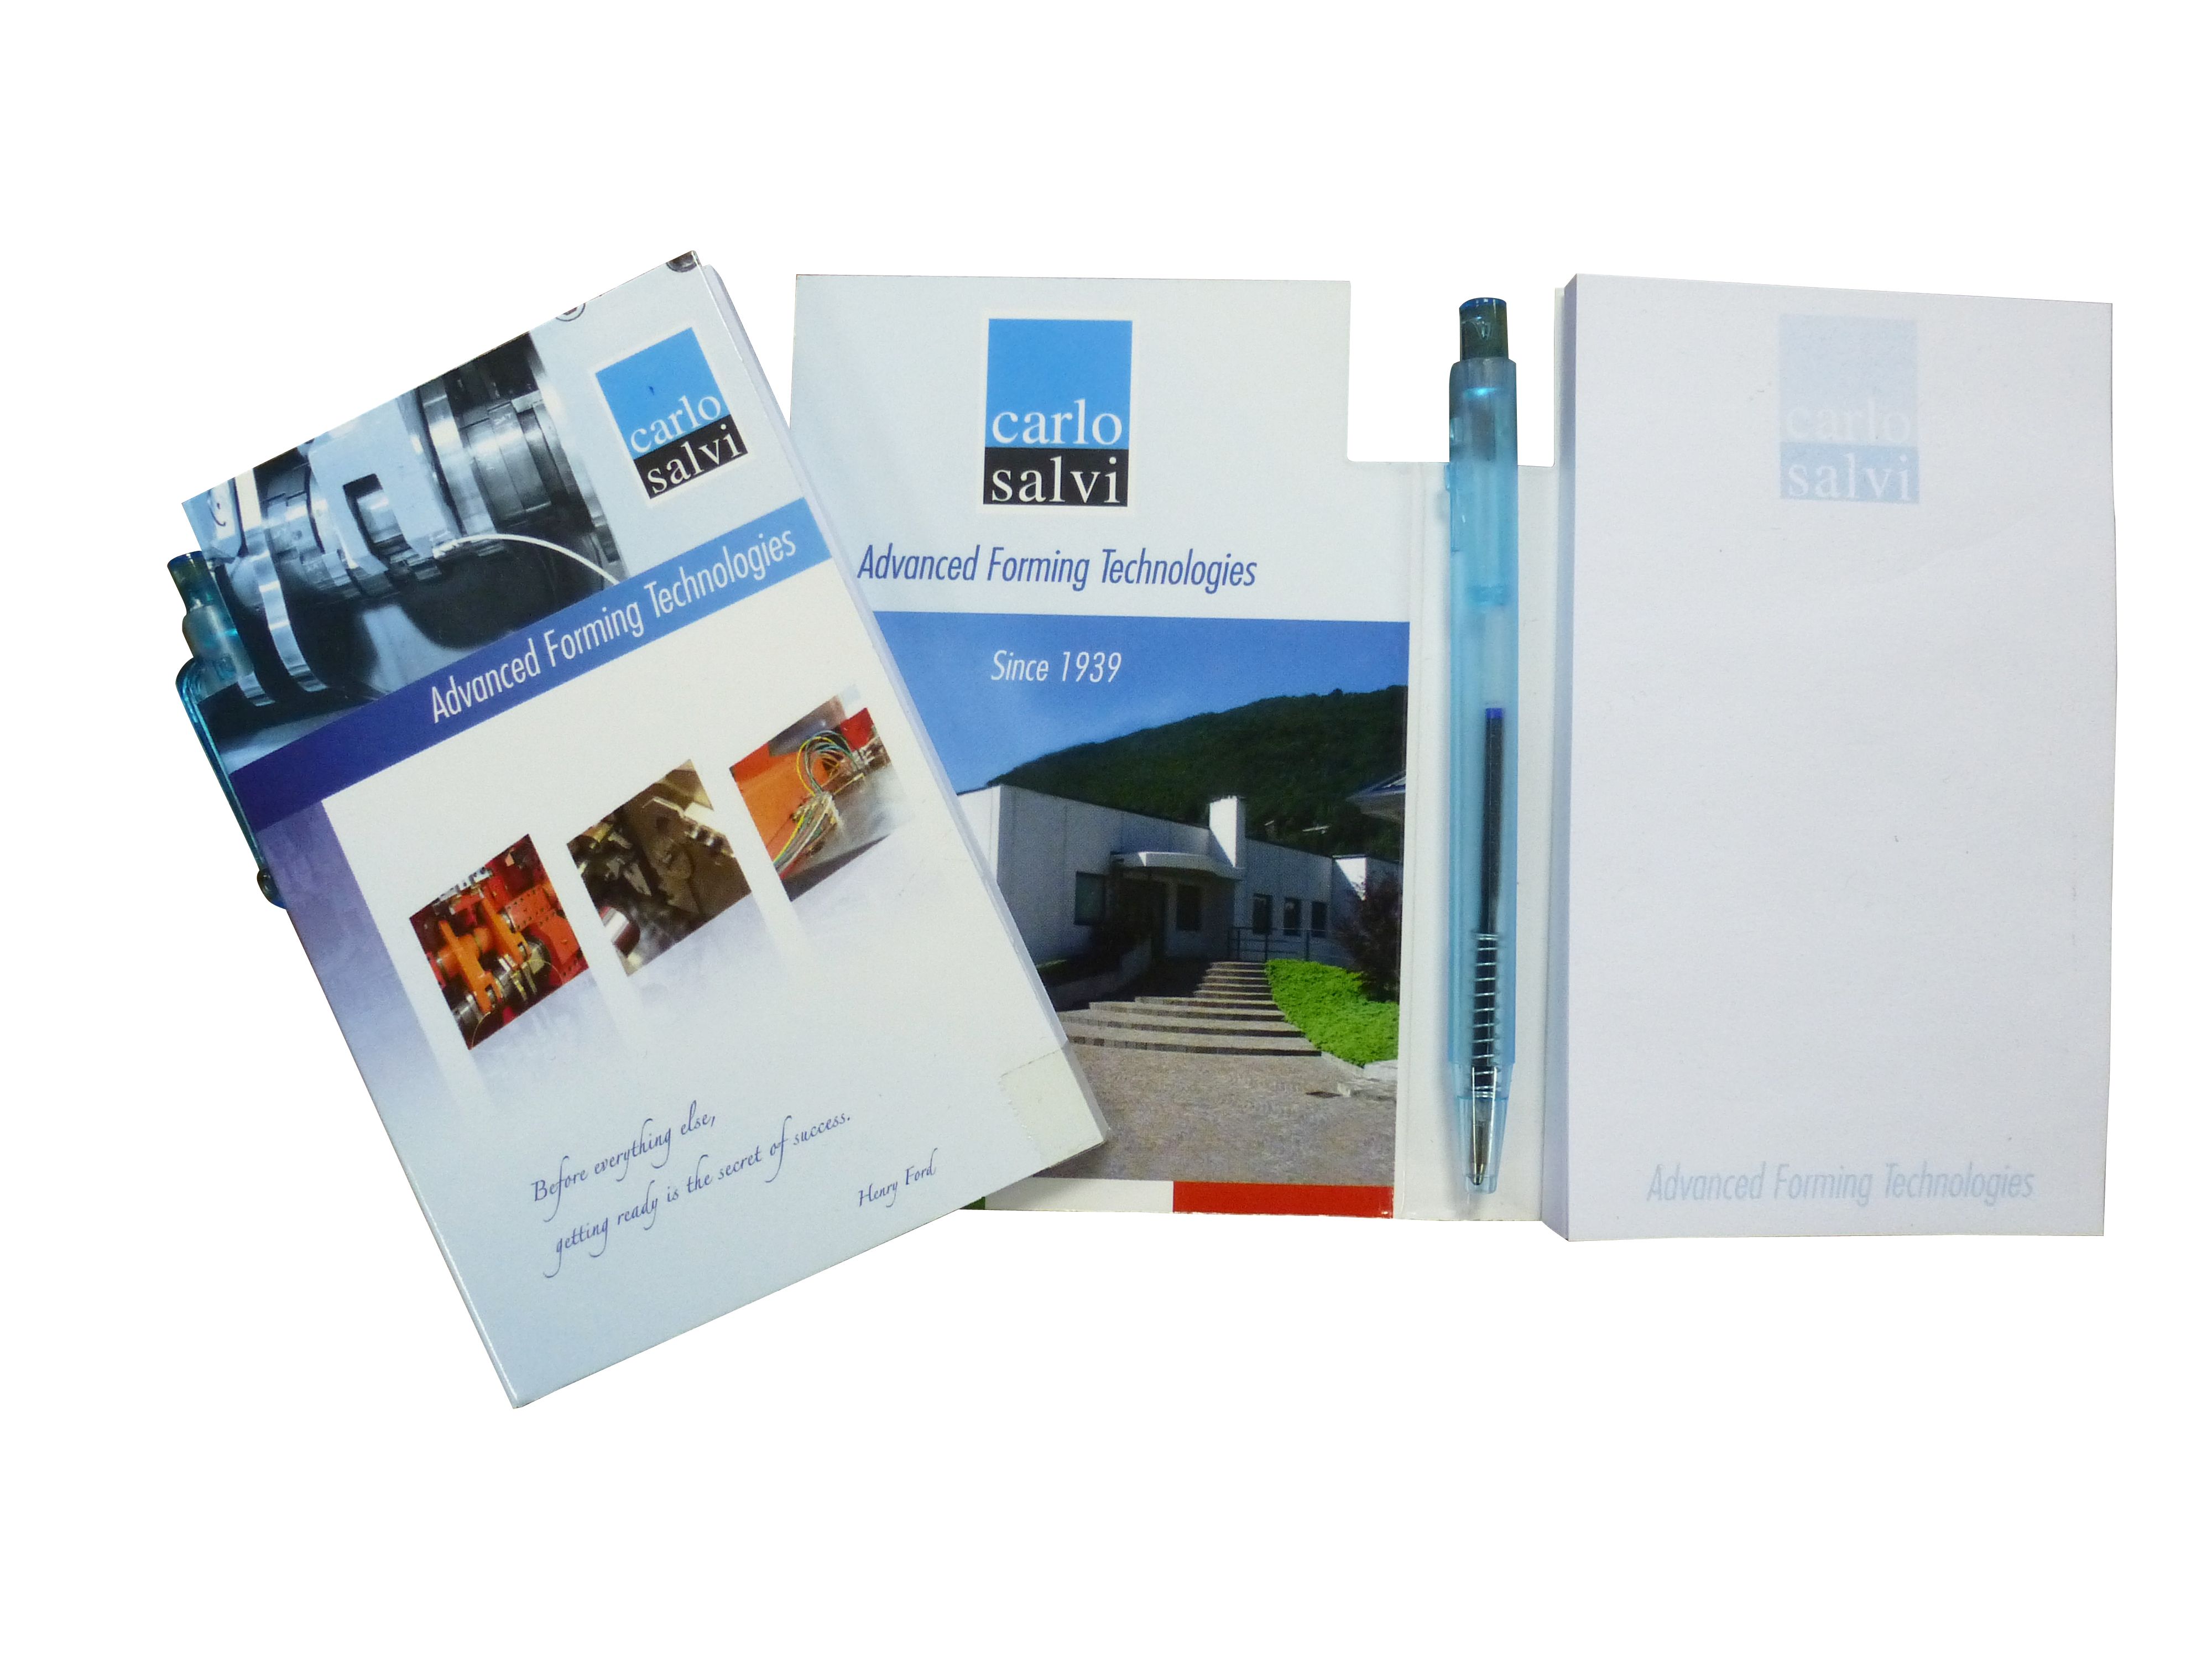 carlo
salvi
Advanced Forming Technologies
Before everything else,
getting ready is the secret of success.
Henry Ford
carlo
salvi
Advanced Forming Technologies
Since 1939
carlo
salvi
Advanced Forming Technologies